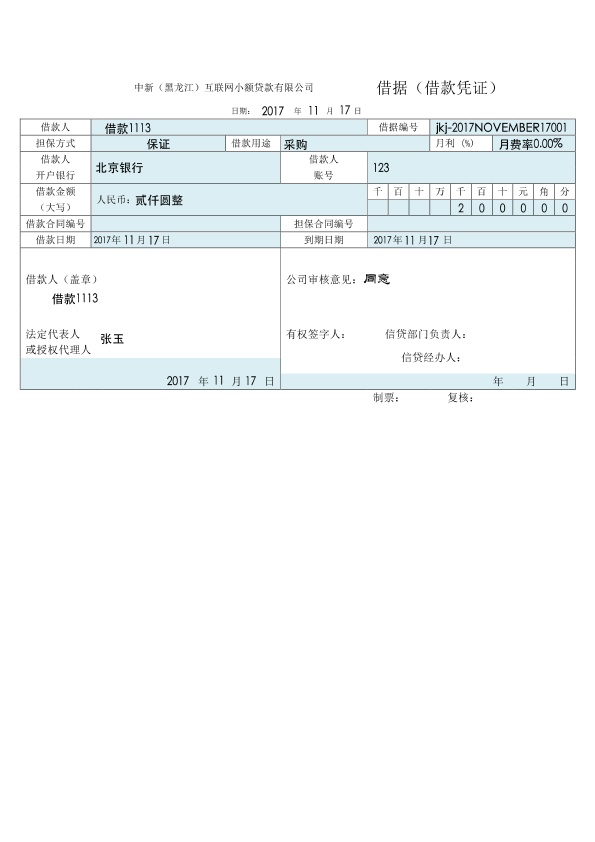 中新（黑龙江）互联网小额贷款有限公司 借据（借款凭证）
日期： 2017 年 11 月 17 日
借款人 借款1113 借据编号 jkj-2017NOVEMBER17001
担保方式 保证 借款用途 采购 月利 (%) 月费率0.00%
借款人 开户银行 北京银行 借款人 账号 123
借款金额 （大写） 人民币：贰仟圆整 千 百 十 万 千 百 十 元 角 分
2 0 0 0 0 0
借款合同编号 担保合同编号
借款日期 2017年 11 月 17 日 到期日期 2017年 11 月 17 日
借款人（盖章） 公司审核意见：同意
借款1113
法定代表人 或授权代理人 张玉 有权签字人： 信贷部门负责人：
信贷经办人：
2017 年 11 月 17 日 年 月 日
制票： 复核：